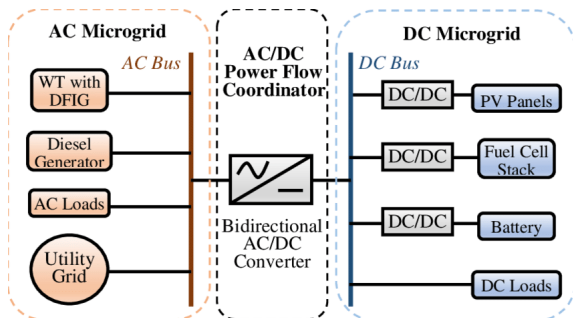 AC Microgrid
AC Bus
WT with
DFIG
Diesel
Generator
AC Loads
Utility
Grid
AC/DC
Power Flow
Coordinator
Bidirectional
AC/DC
Converter
DC Microgrid
DC Bus
DC/DC
PV Panels
DC/DC
Fuel Cell
Stack
DC/DC
Battery
DC Loads